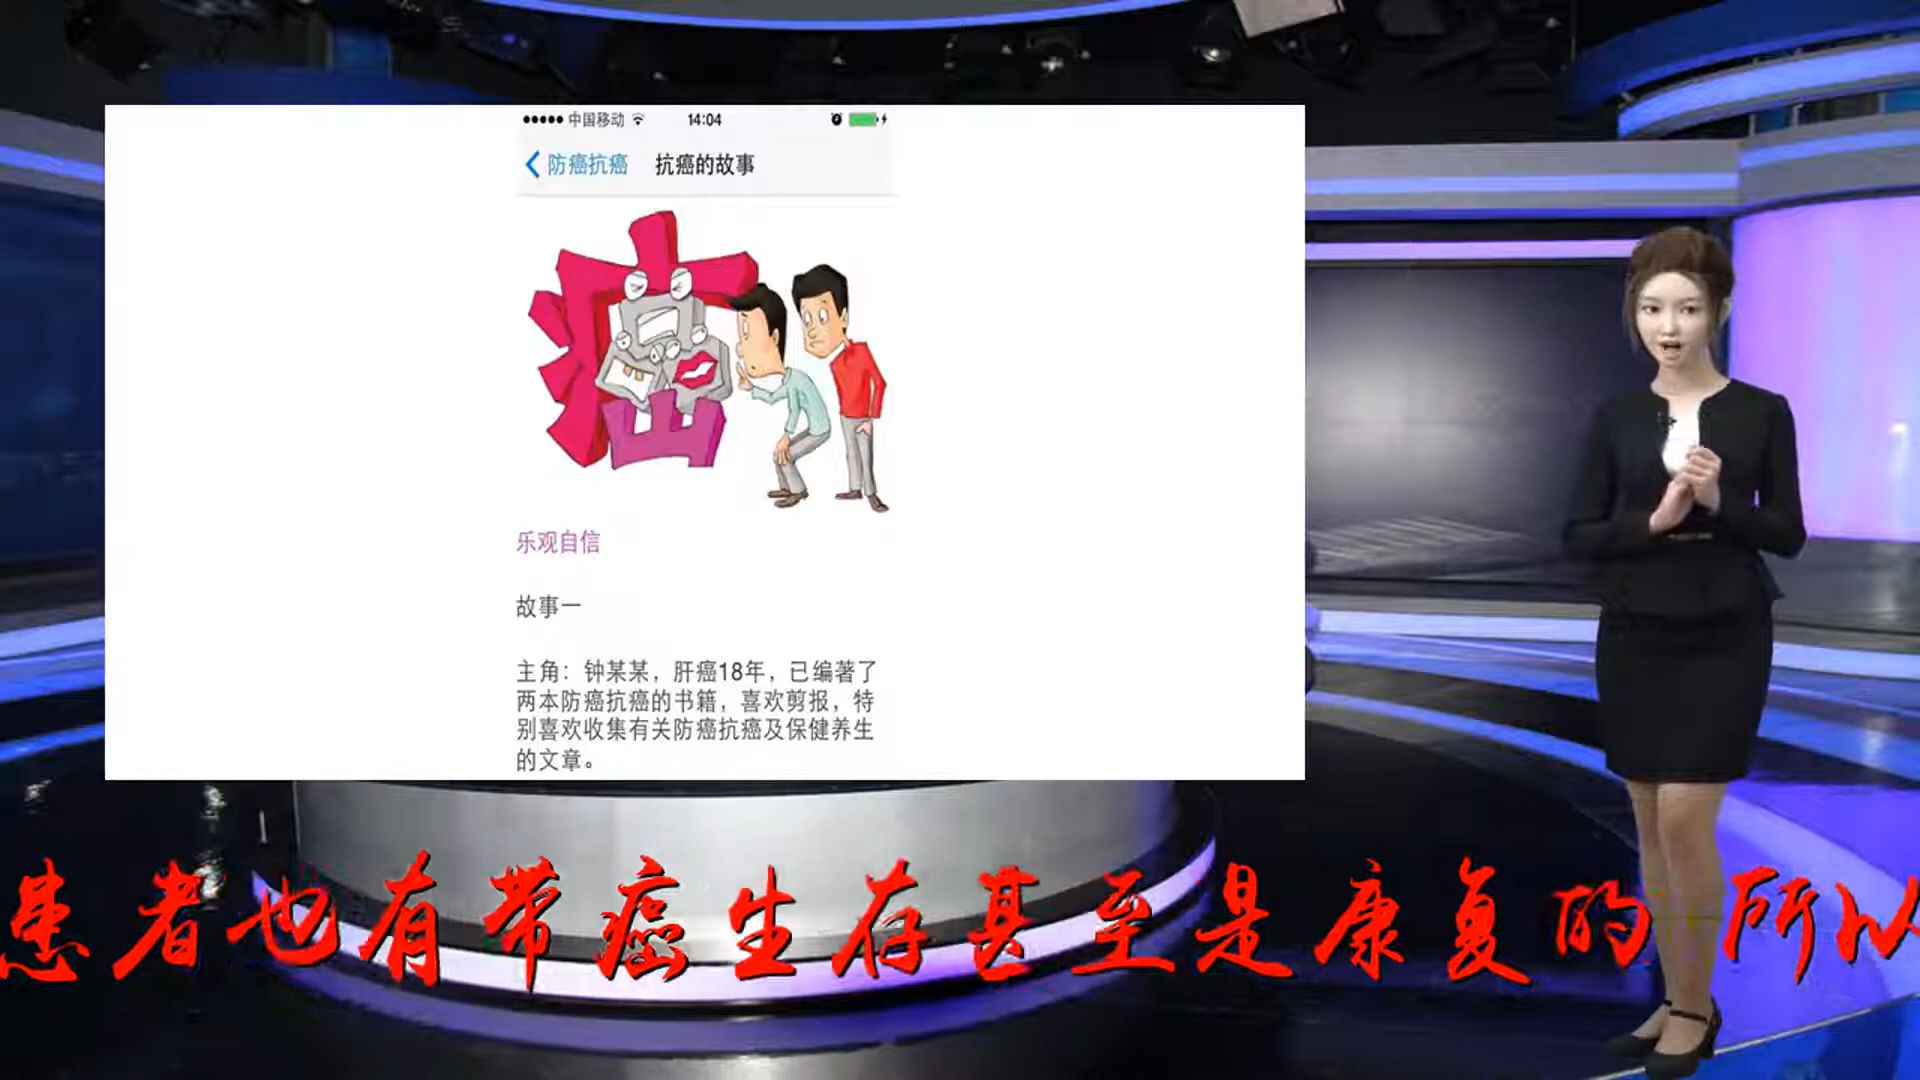 中国移动 14:04
防癌抗癌 抗癌的故事
癌
乐观自信
故事一
主角：钟某某，肝癌18年，已编著了
两本防癌抗癌的书籍，喜欢剪报，特
别喜欢收集有关防癌抗癌及保健养生
的文章。
患者也有带癌生存甚至是康复的 所以